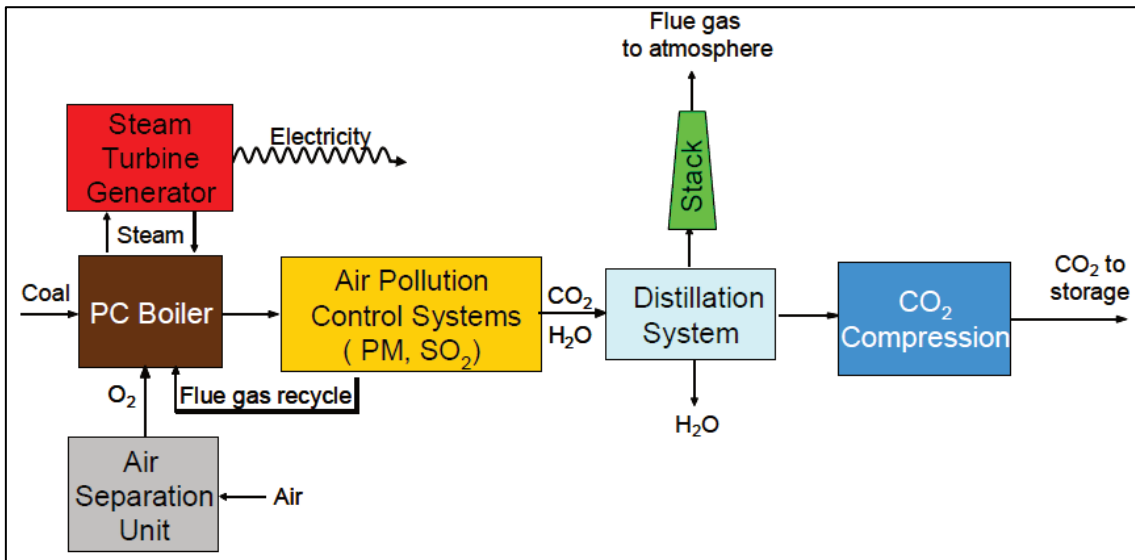 Flue gas
to atmosphere
Steam
Turbine
Generator
Electricity
Stack
Steam
Coal
PC Boiler
Air Pollution
Control Systems
( PM, SO₂)
CO₂
H₂O
Distillation
System
CO₂
Compression
CO₂ to
storage
O₂
Flue gas recycle
H₂O
Air
Separation
Unit
Air